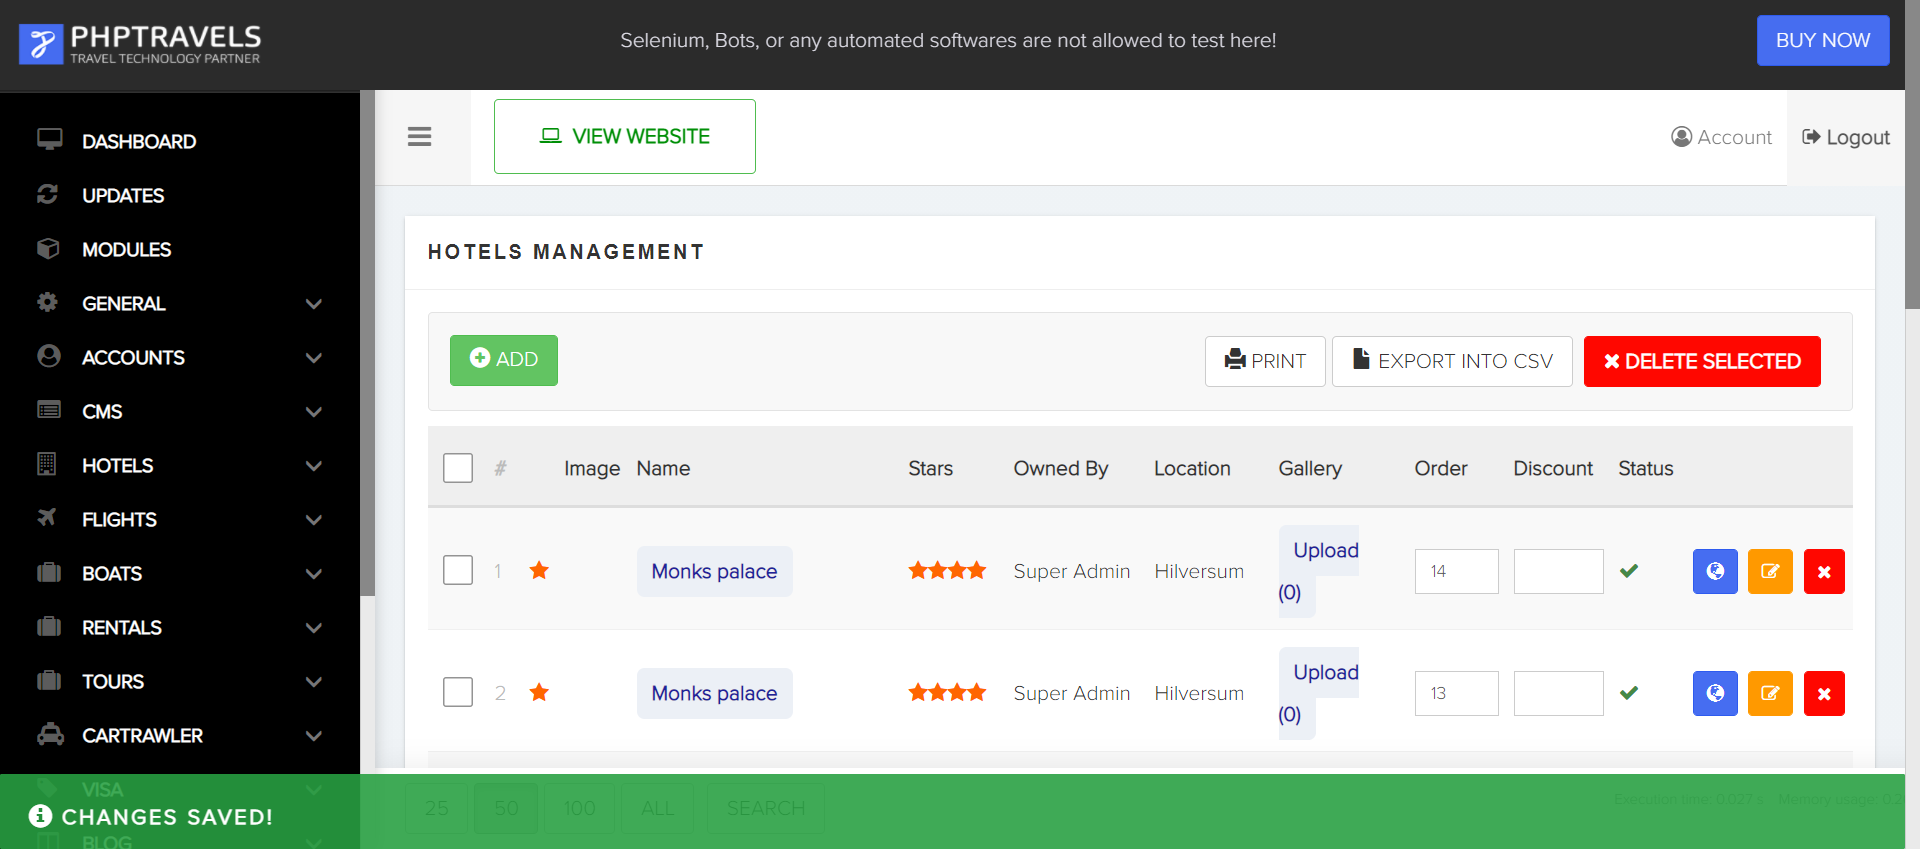 PHPTRAVELS
TRAVEL TECHNOLOGY PARTNER
Selenium, Bots, or any automated softwares are not allowed to test here!
BUY NOW
DASHBOARD
UPDATES
MODULES
GENERAL
ACCOUNTS
CMS
HOTELS
FLIGHTS
BOATS
RENTALS
TOURS
CARTRAWLER
VISA
BLOG
VIEW WEBSITE
Account
Logout
HOTELS MANAGEMENT
ADD
PRINT
EXPORT INTO CSV
DELETE SELECTED
# Image Name Stars Owned By Location Gallery Order Discount Status
1 Monks palace Super Admin Hilversum Upload (0) 14
2 Monks palace Super Admin Hilversum Upload (0) 13
25 50 100 ALL SEARCH
Execution time: 0.027 s Memory usage:
CHANGES SAVED!